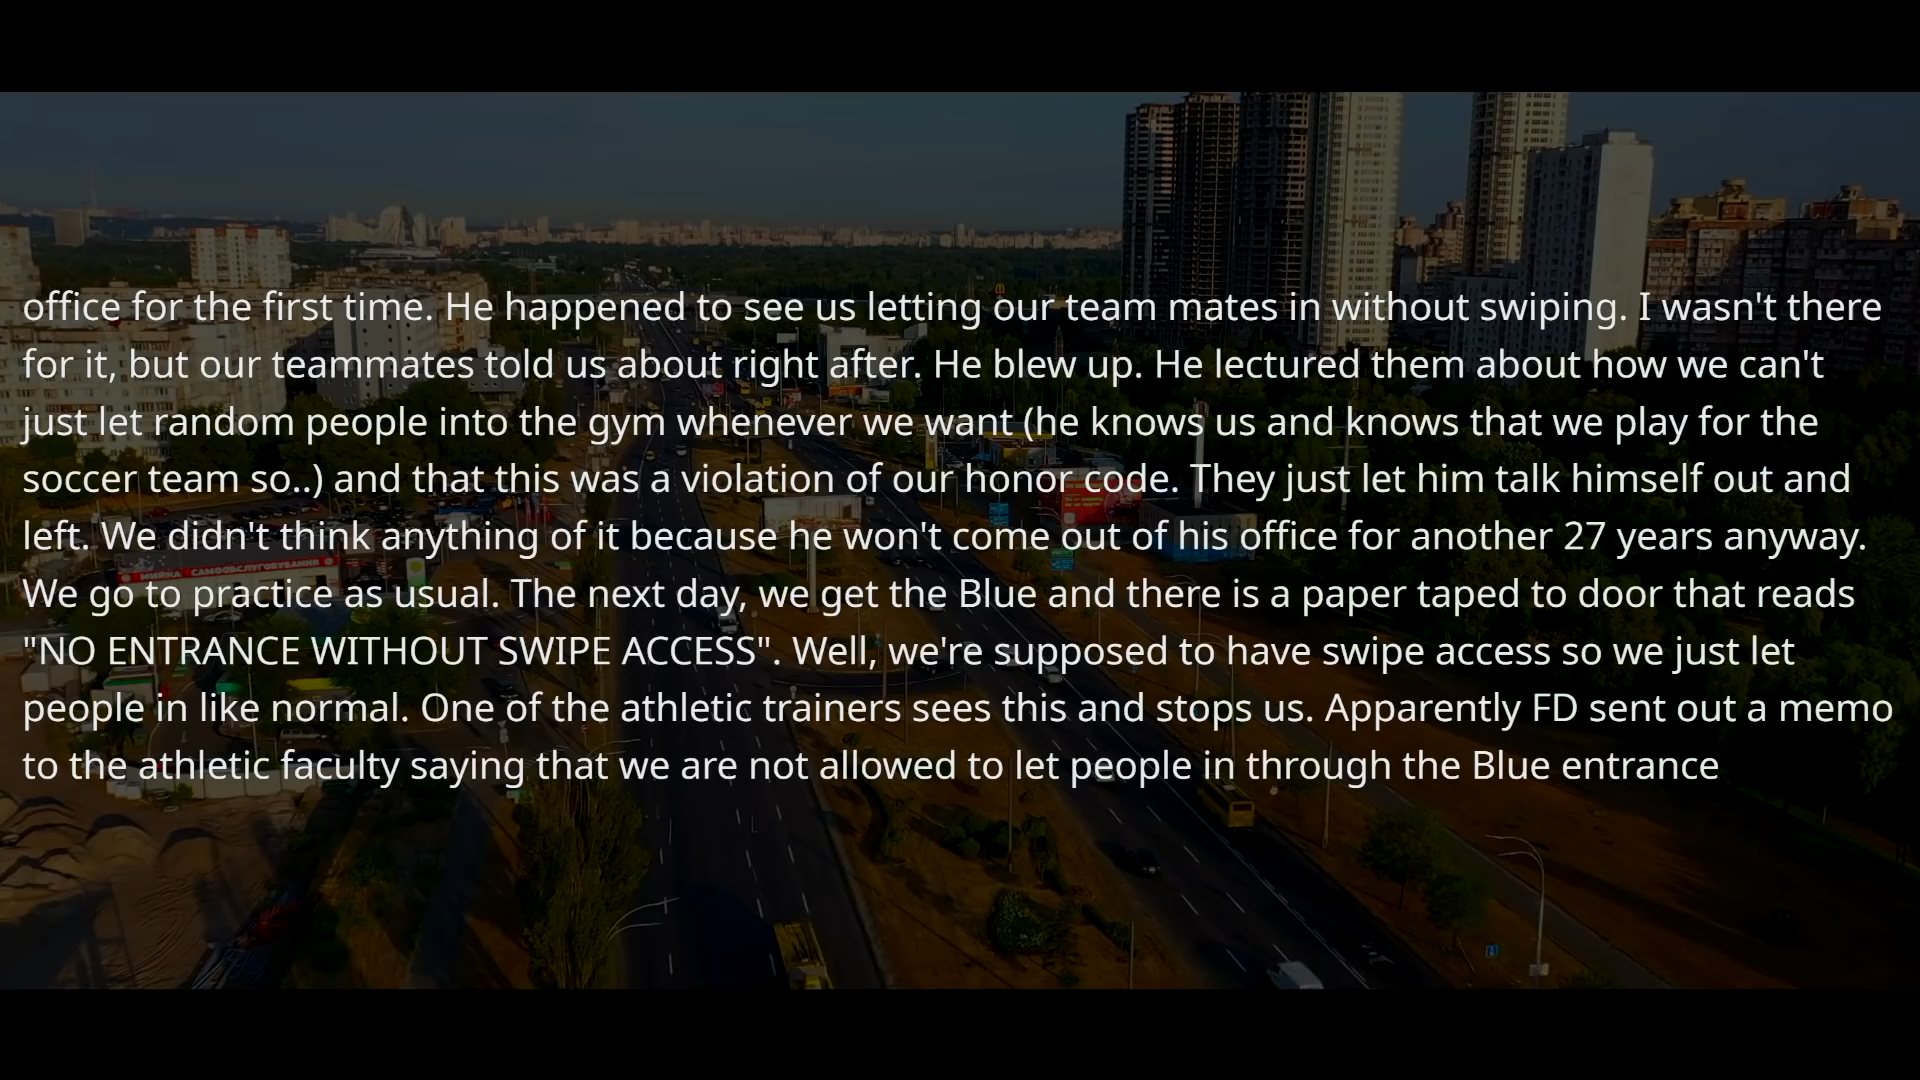 office for the first time. He happened to see us letting our team mates in without swiping. I wasn't there
for it, but our teammates told us about right after. He blew up. He lectured them about how we can't
just let random people into the gym whenever we want (he knows us and knows that we play for the
soccer team so..) and that this was a violation of our honor code. They just let him talk himself out and
left. We didn't think anything of it because he won't come out of his office for another 27 years anyway.
МИЙКА САМООБСЛУГОВУВАННЯ
We go to practice as usual. The next day, we get the Blue and there is a paper taped to door that reads
"NO ENTRANCE WITHOUT SWIPE ACCESS". Well, we're supposed to have swipe access so we just let
people in like normal. One of the athletic trainers sees this and stops us. Apparently FD sent out a memo
to the athletic faculty saying that we are not allowed to let people in through the Blue entrance